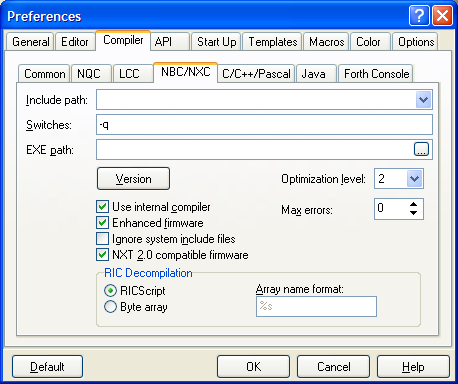 Preferences
General Editor Compiler API Start Up Templates Macros Color Options
Common NQC LCC NBC/NXC C/C++/Pascal Java Forth Console
Include path:
Switches: -q
EXE path: ...
Version Optimization level: 2
Use internal compiler
Enhanced firmware Max errors: 0
Ignore system include files
NXT 2.0 compatible firmware
RIC Decompilation
RICScript Array name format:
Byte array %s
Default OK Cancel Help